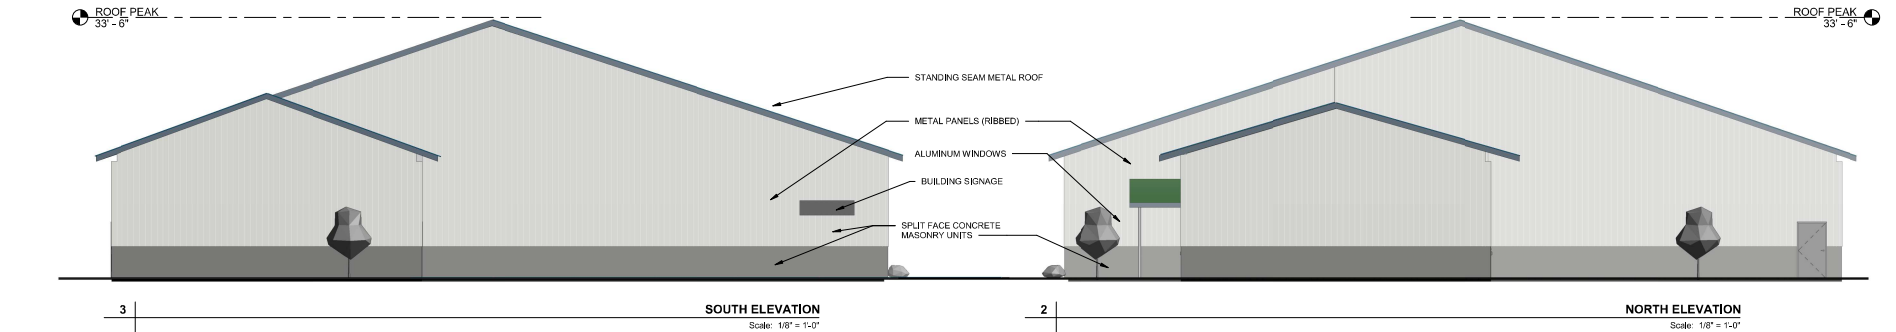 ROOF PEAK
33' - 6"
ROOF PEAK
33' - 6"
STANDING SEAM METAL ROOF
METAL PANELS (RIBBED)
ALUMINUM WINDOWS
BUILDING SIGNAGE
SPLIT FACE CONCRETE
MASONRY UNITS
3
SOUTH ELEVATION
Scale: 1/8" = 1'-0"
2
NORTH ELEVATION
Scale: 1/8" = 1'-0"